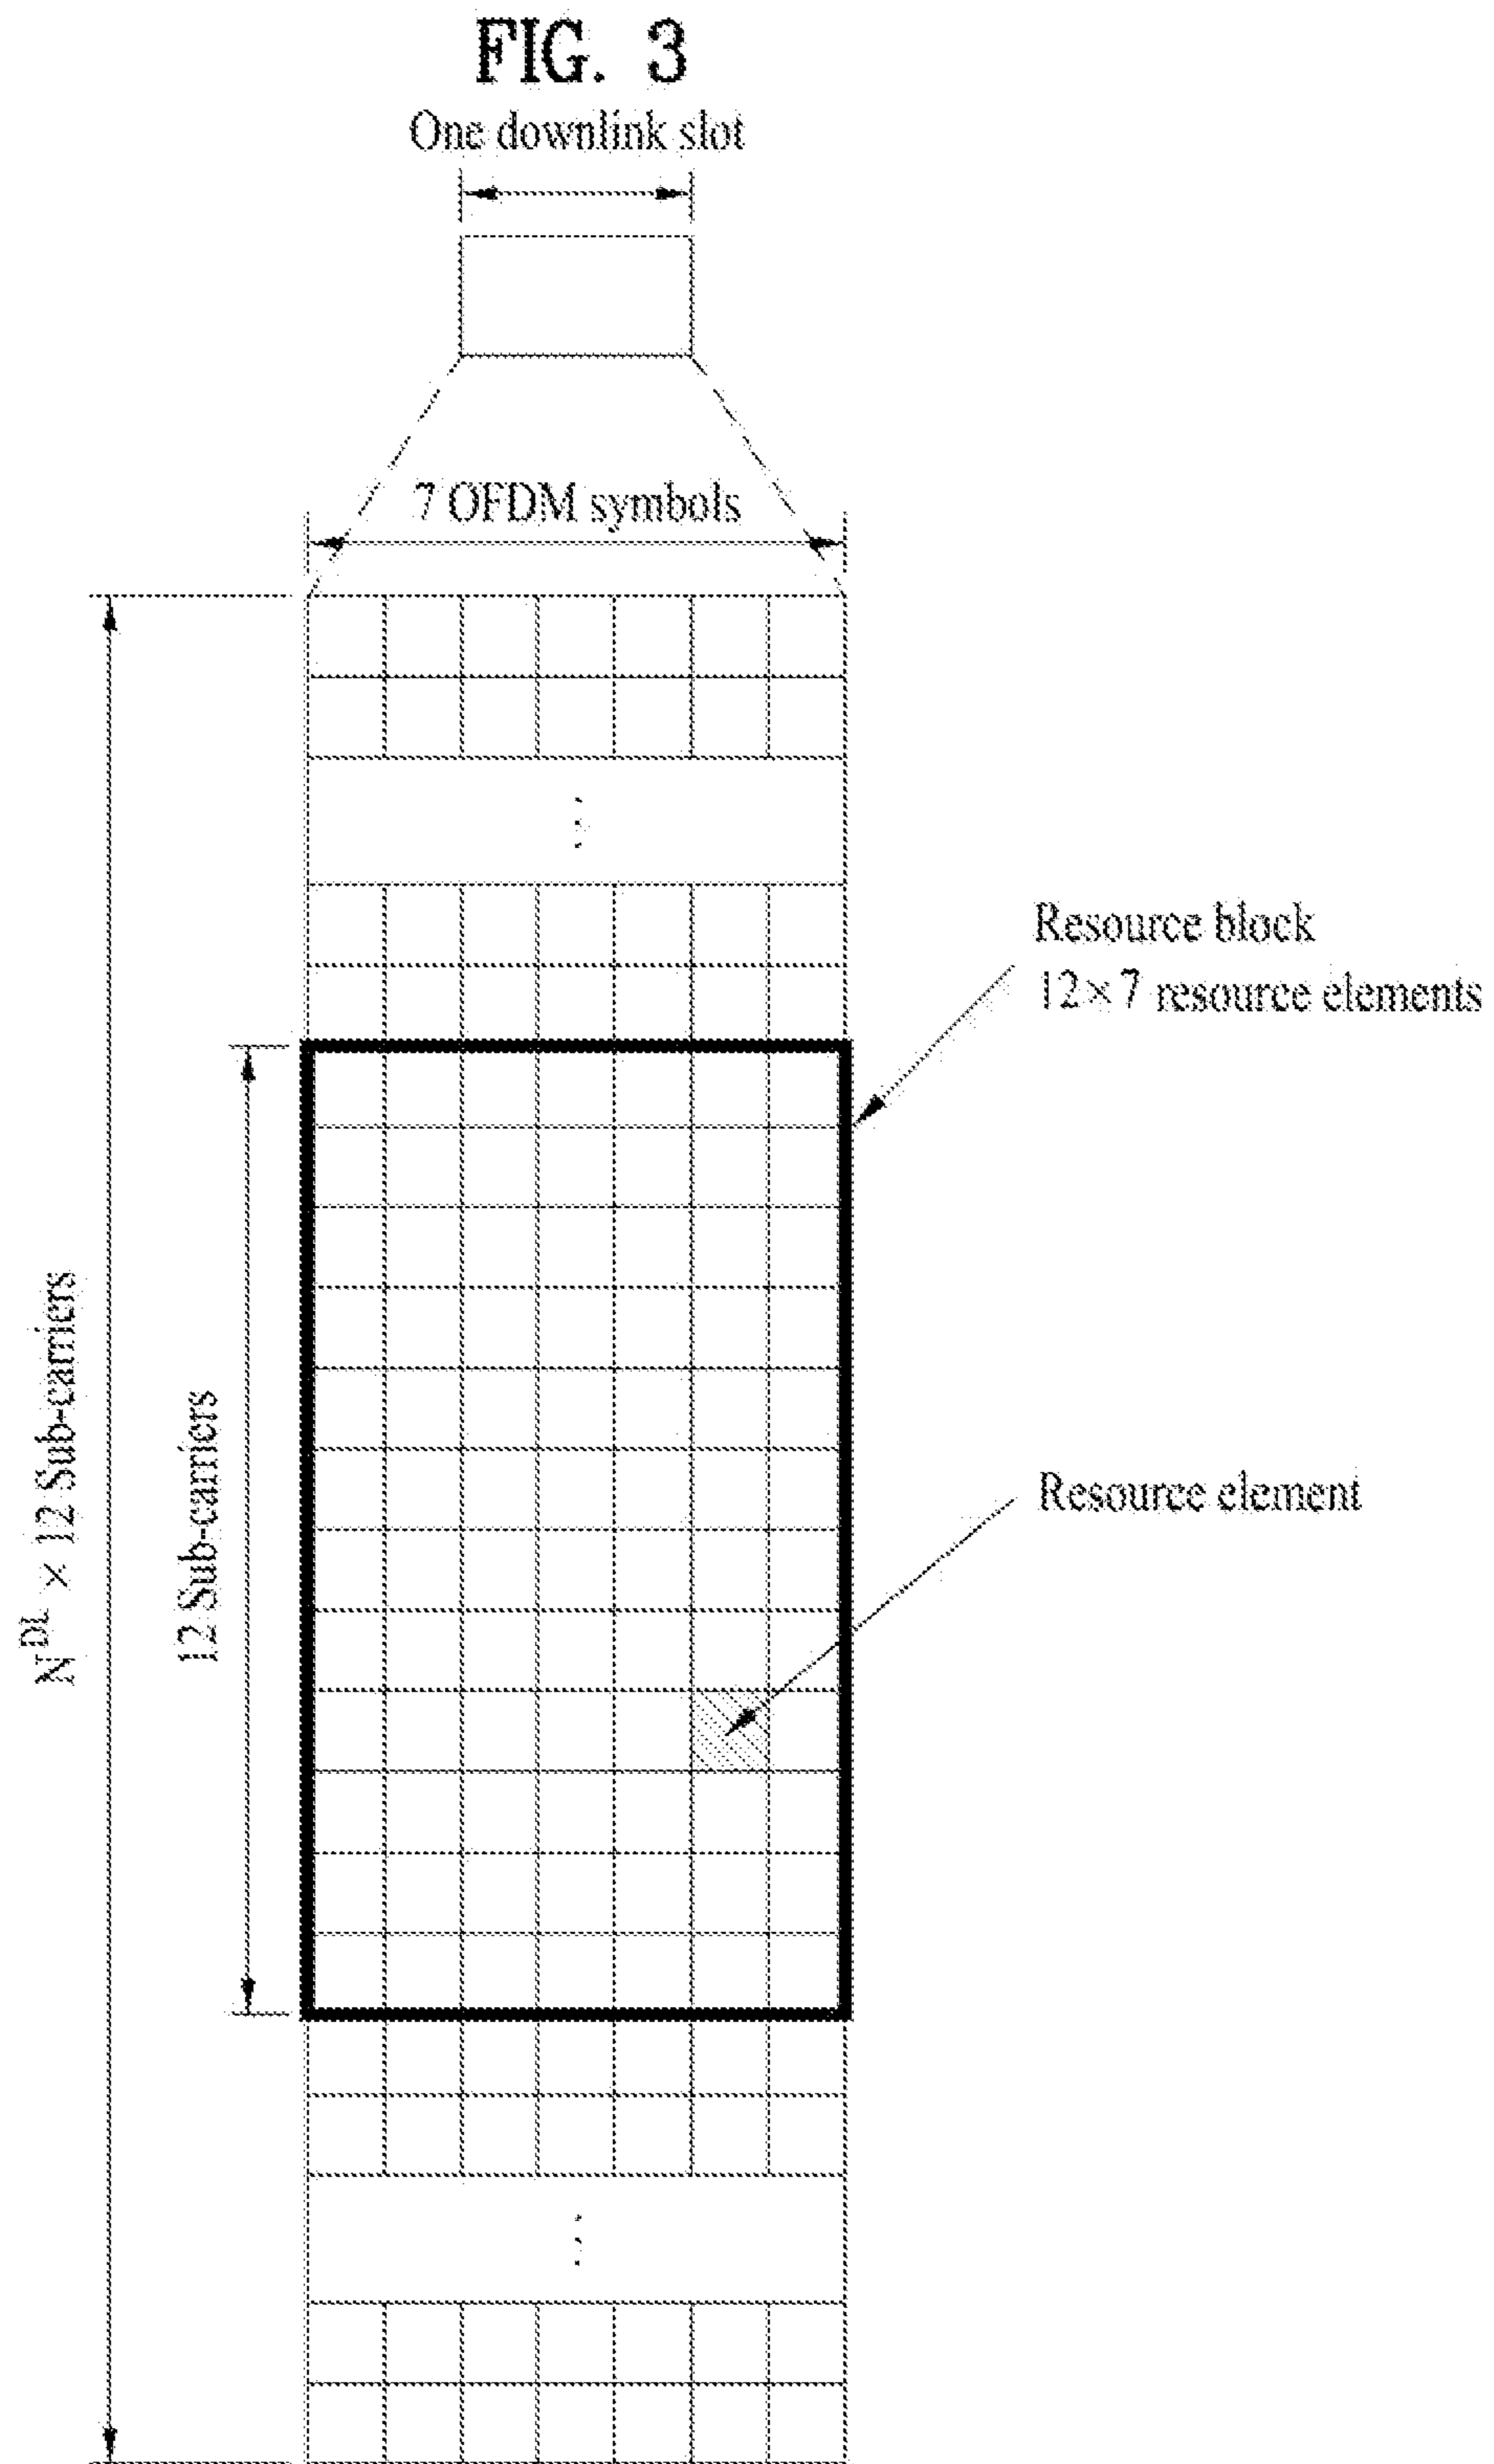 FIG. 3
One downlink slot
7 OFDM symbols
Resource block
12×7 resource elements
Resource element
12 Sub-carriers
N^DL × 12 Sub-carriers